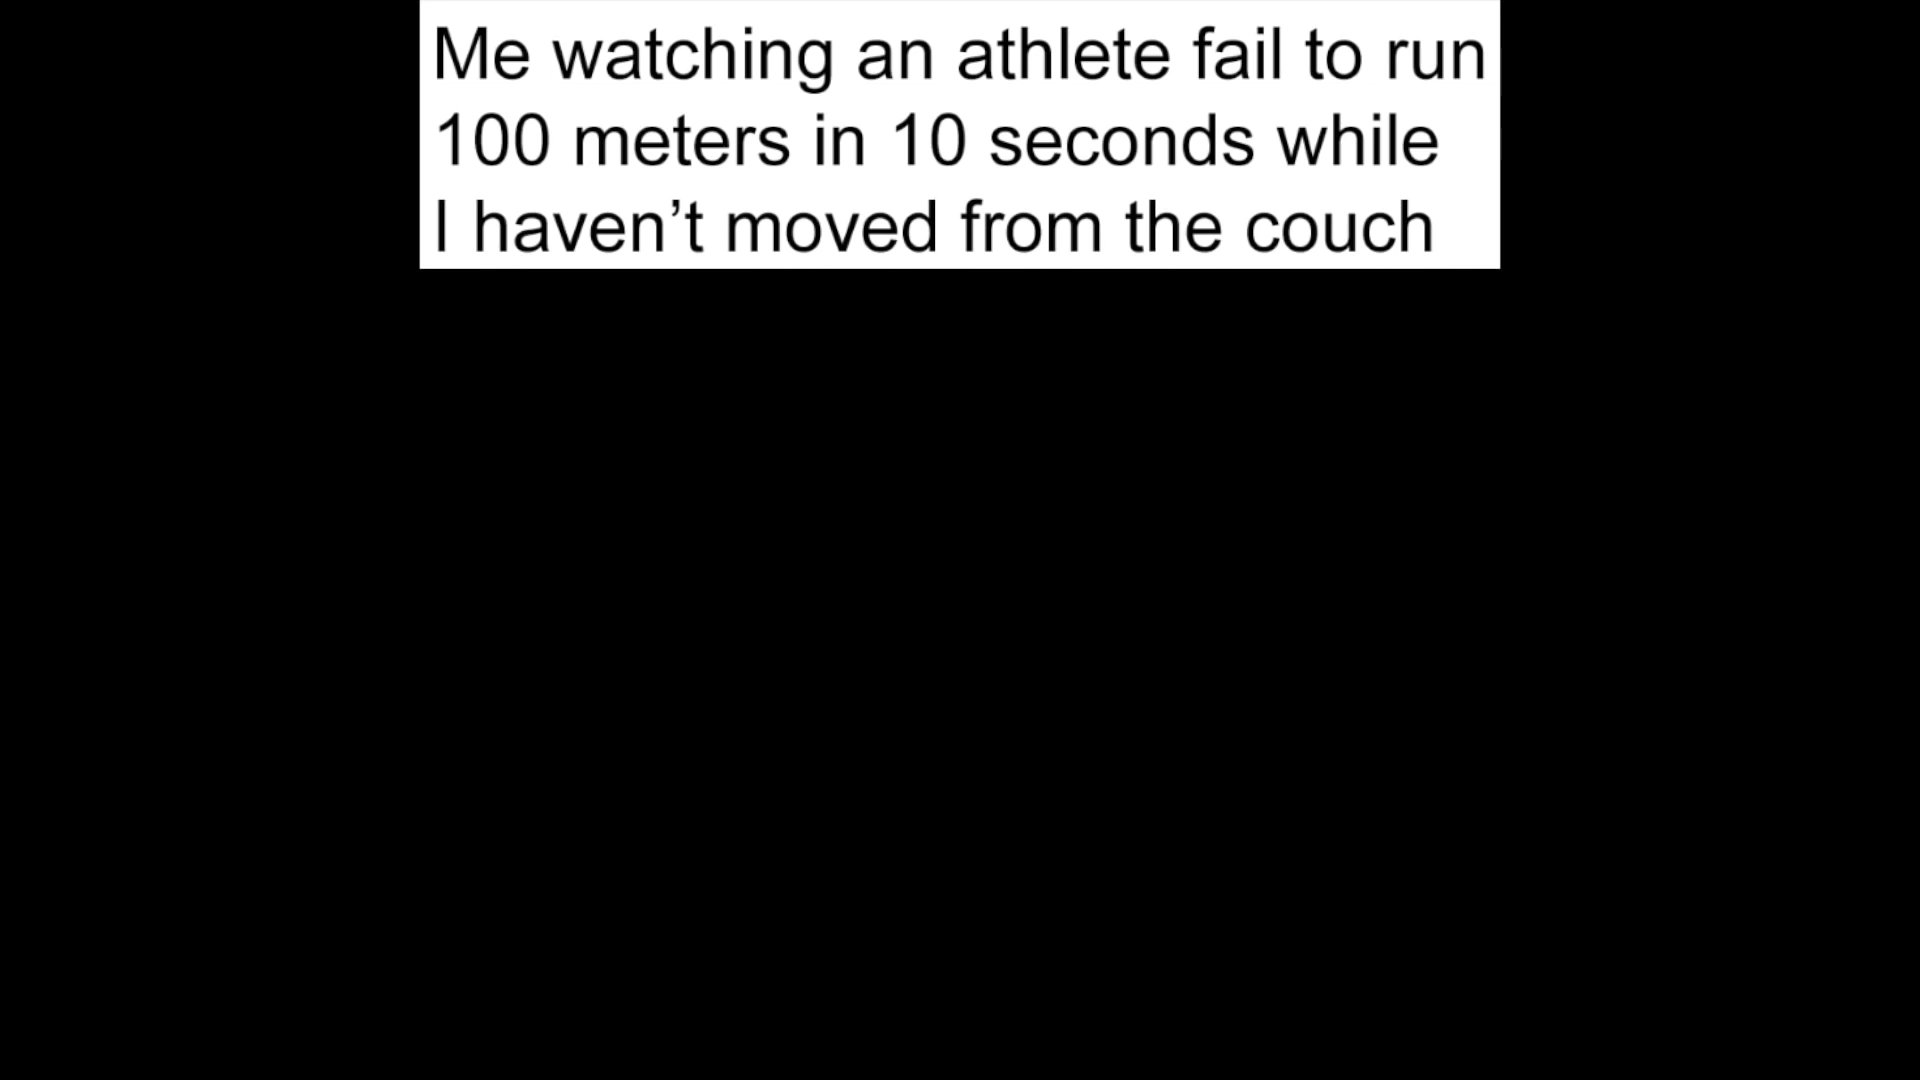 Me watching an athlete fail to run
100 meters in 10 seconds while
I haven’t moved from the couch